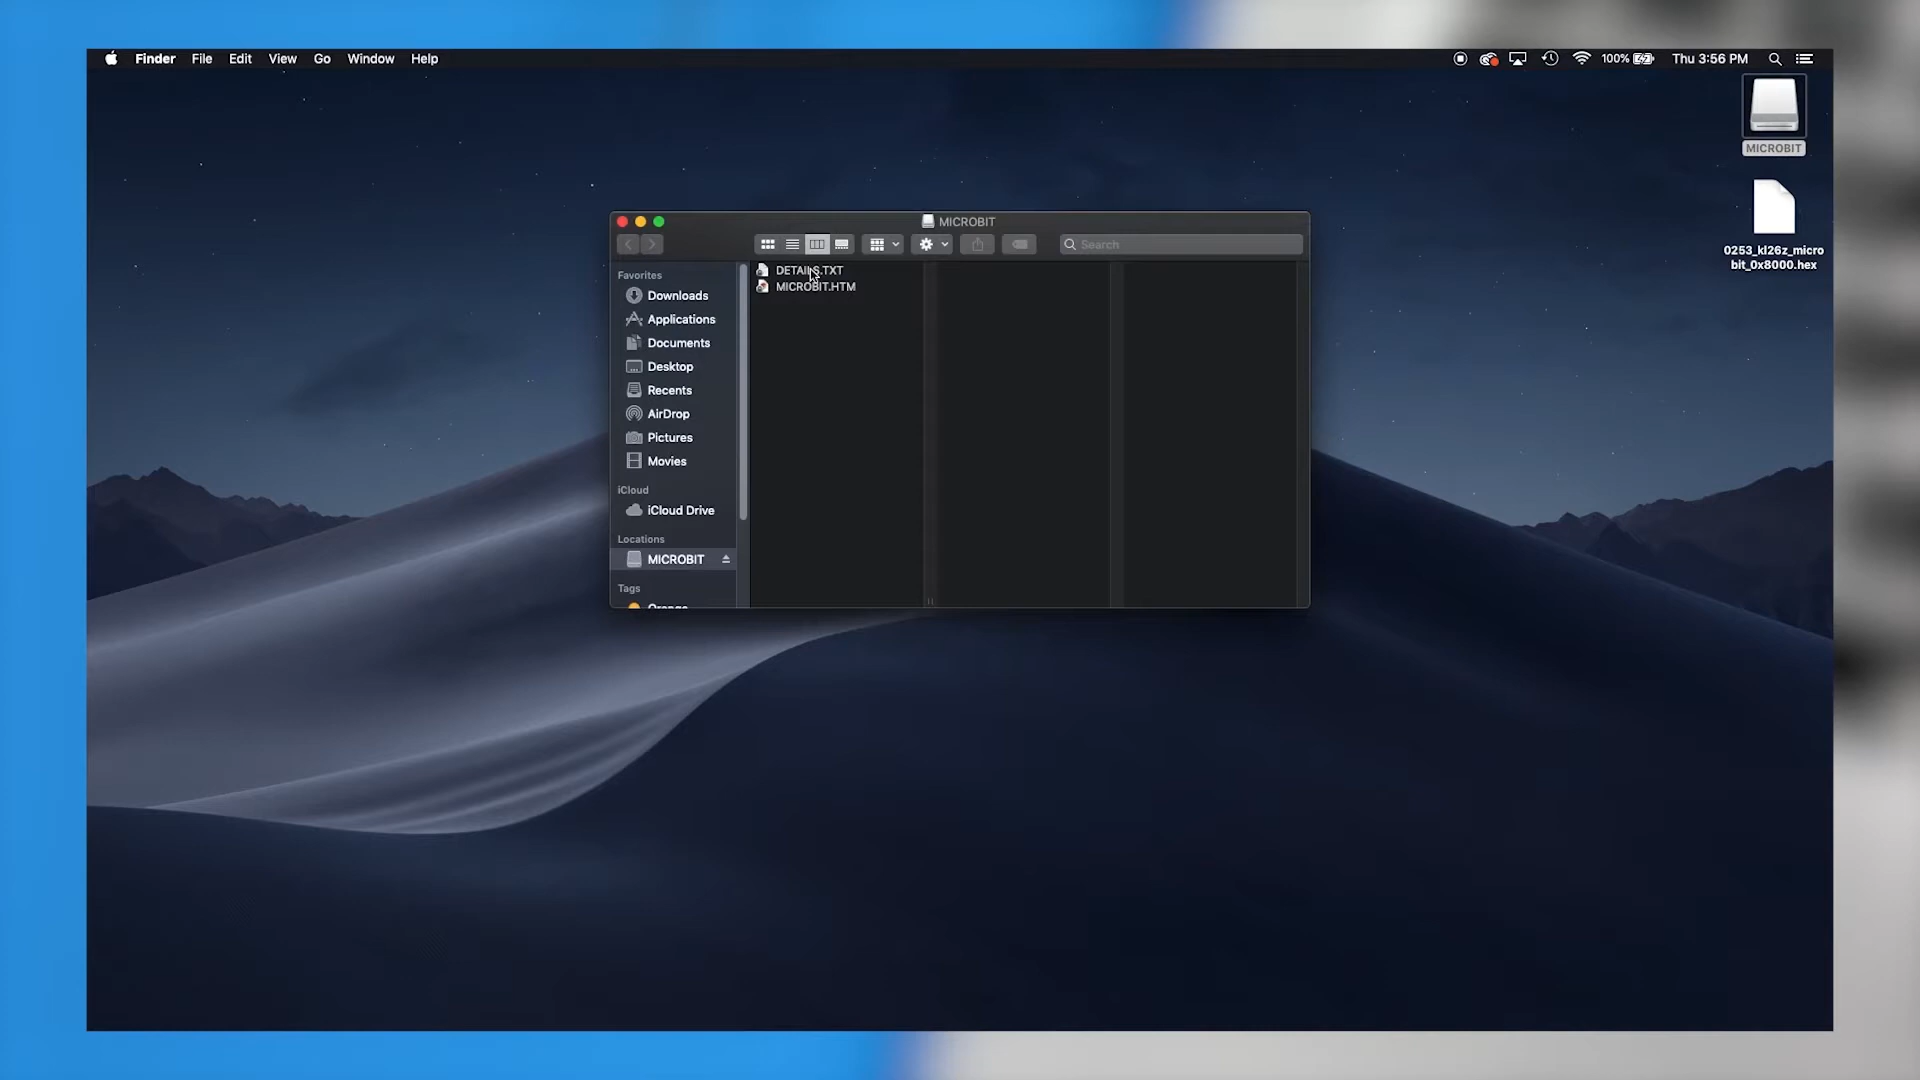 Finder File Edit View Go Window Help
100% Thu 3:56 PM
MICROBIT
0253_kl26z_micro
bit_0x8000.hex
MICROBIT
Search
Favorites
Downloads
Applications
Documents
Desktop
Recents
AirDrop
Pictures
Movies
iCloud
iCloud Drive
Locations
MICROBIT
Tags
Orange
DETAILS.TXT
MICROBIT.HTM